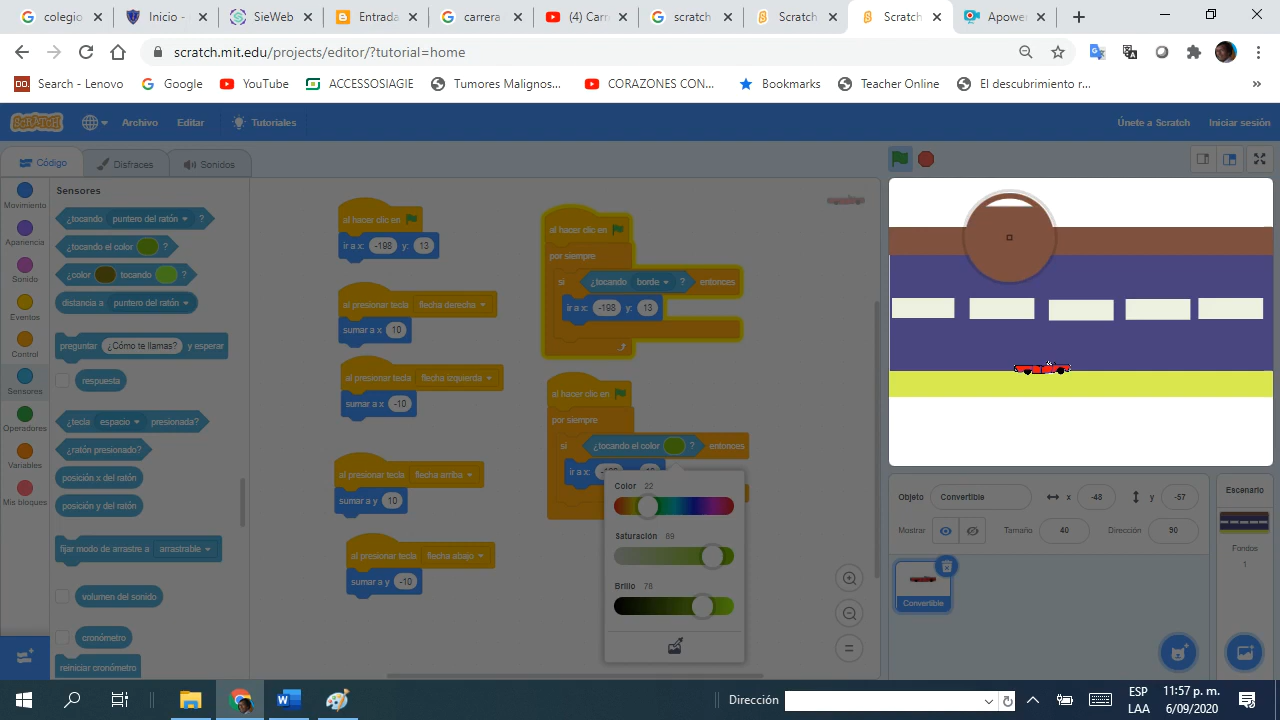 colegio
Inicio -
SieWeb
Entrada
carrera
(4) Carr
scratch
Scratch
Scratch
Apower
scratch.mit.edu/projects/editor/?tutorial=home
Search - Lenovo
Google
YouTube
ACCESSOSIAGIE
Tumores Malignos...
CORAZONES CON...
Bookmarks
Teacher Online
El descubrimiento r...
»
SCRATCH
Archivo
Editar
Tutoriales
Únete a Scratch
Iniciar sesión
Código
Disfraces
Sonidos
Movimiento
Apariencia
Sonido
Eventos
Control
Sensores
Operadores
Variables
Mis bloques
Sensores
¿tocando puntero del ratón ?
¿tocando el color ?
¿color tocando ?
distancia a puntero del ratón
preguntar ¿Cómo te llamas? y esperar
respuesta
¿tecla espacio presionada?
¿ratón presionado?
posición x del ratón
posición y del ratón
fijar modo de arrastre a arrastrable
volumen del sonido
cronómetro
reiniciar cronómetro
al hacer clic en
ir a x: -198 y: 13
al presionar tecla flecha derecha
sumar a x 10
al presionar tecla flecha izquierda
sumar a x -10
al presionar tecla flecha arriba
sumar a y 10
al presionar tecla flecha abajo
sumar a y -10
al hacer clic en
por siempre
si ¿tocando borde ? entonces
ir a x: -198 y: 13
al hacer clic en
por siempre
si ¿tocando el color ? entonces
ir a x:
Color 22
Saturación 89
Brillo 78
Objeto Convertible x -48 y -57
Mostrar Tamaño 40 Dirección 90
Convertible
Escenario
Fondos
1
Dirección
ESP
LAA
11:57 p. m.
6/09/2020